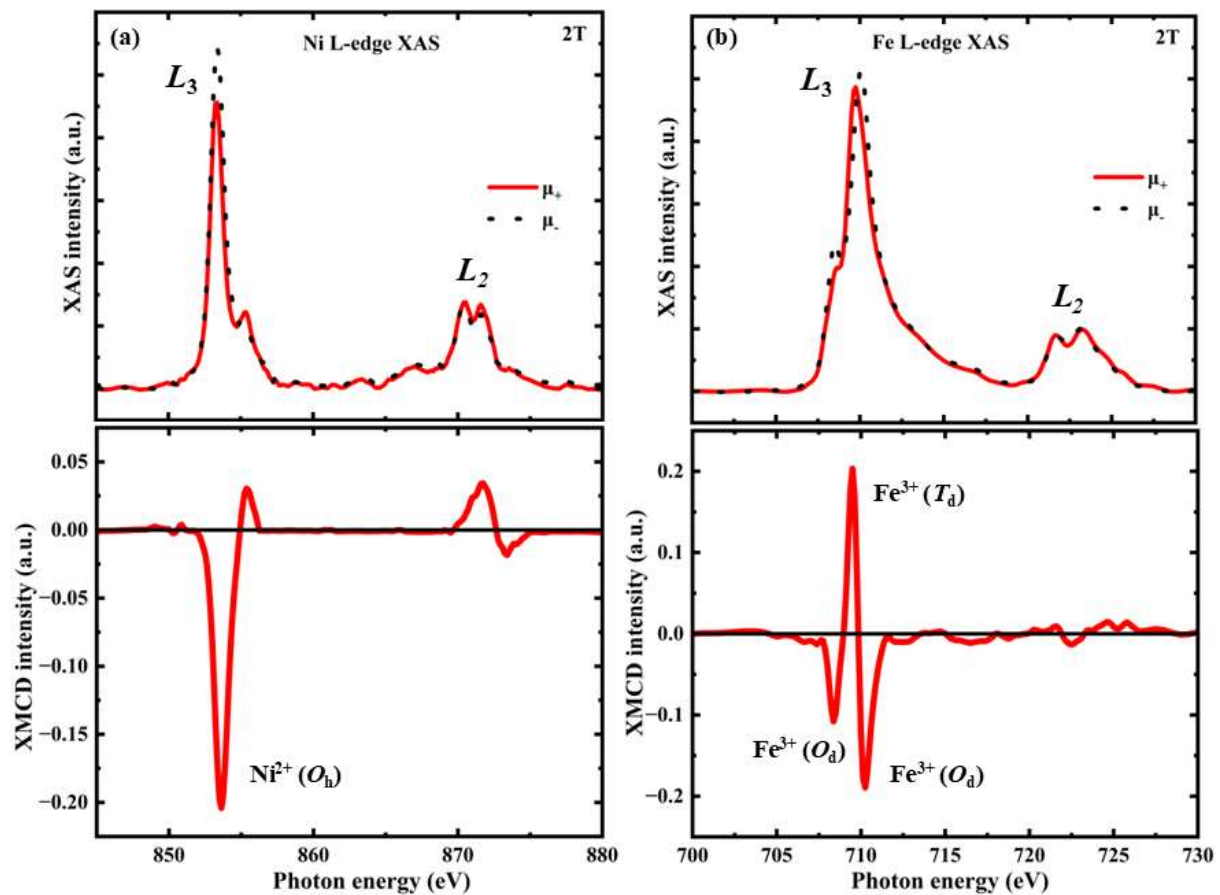 (a)
Ni L-edge XAS
2T
L3
L2
μ+
μ-
XAS intensity (a.u.)
0.05
0.00
−0.05
−0.10
−0.15
−0.20
XMCD intensity (a.u.)
Ni²⁺ (Oh)
850
860
870
880
Photon energy (eV)
(b)
Fe L-edge XAS
2T
L3
L2
μ+
μ-
XAS intensity (a.u.)
0.2
0.1
0.0
−0.1
−0.2
XMCD intensity (a.u.)
Fe³⁺ (Td)
Fe³⁺ (Od)
Fe³⁺ (Od)
700
705
710
715
720
725
730
Photon energy (eV)